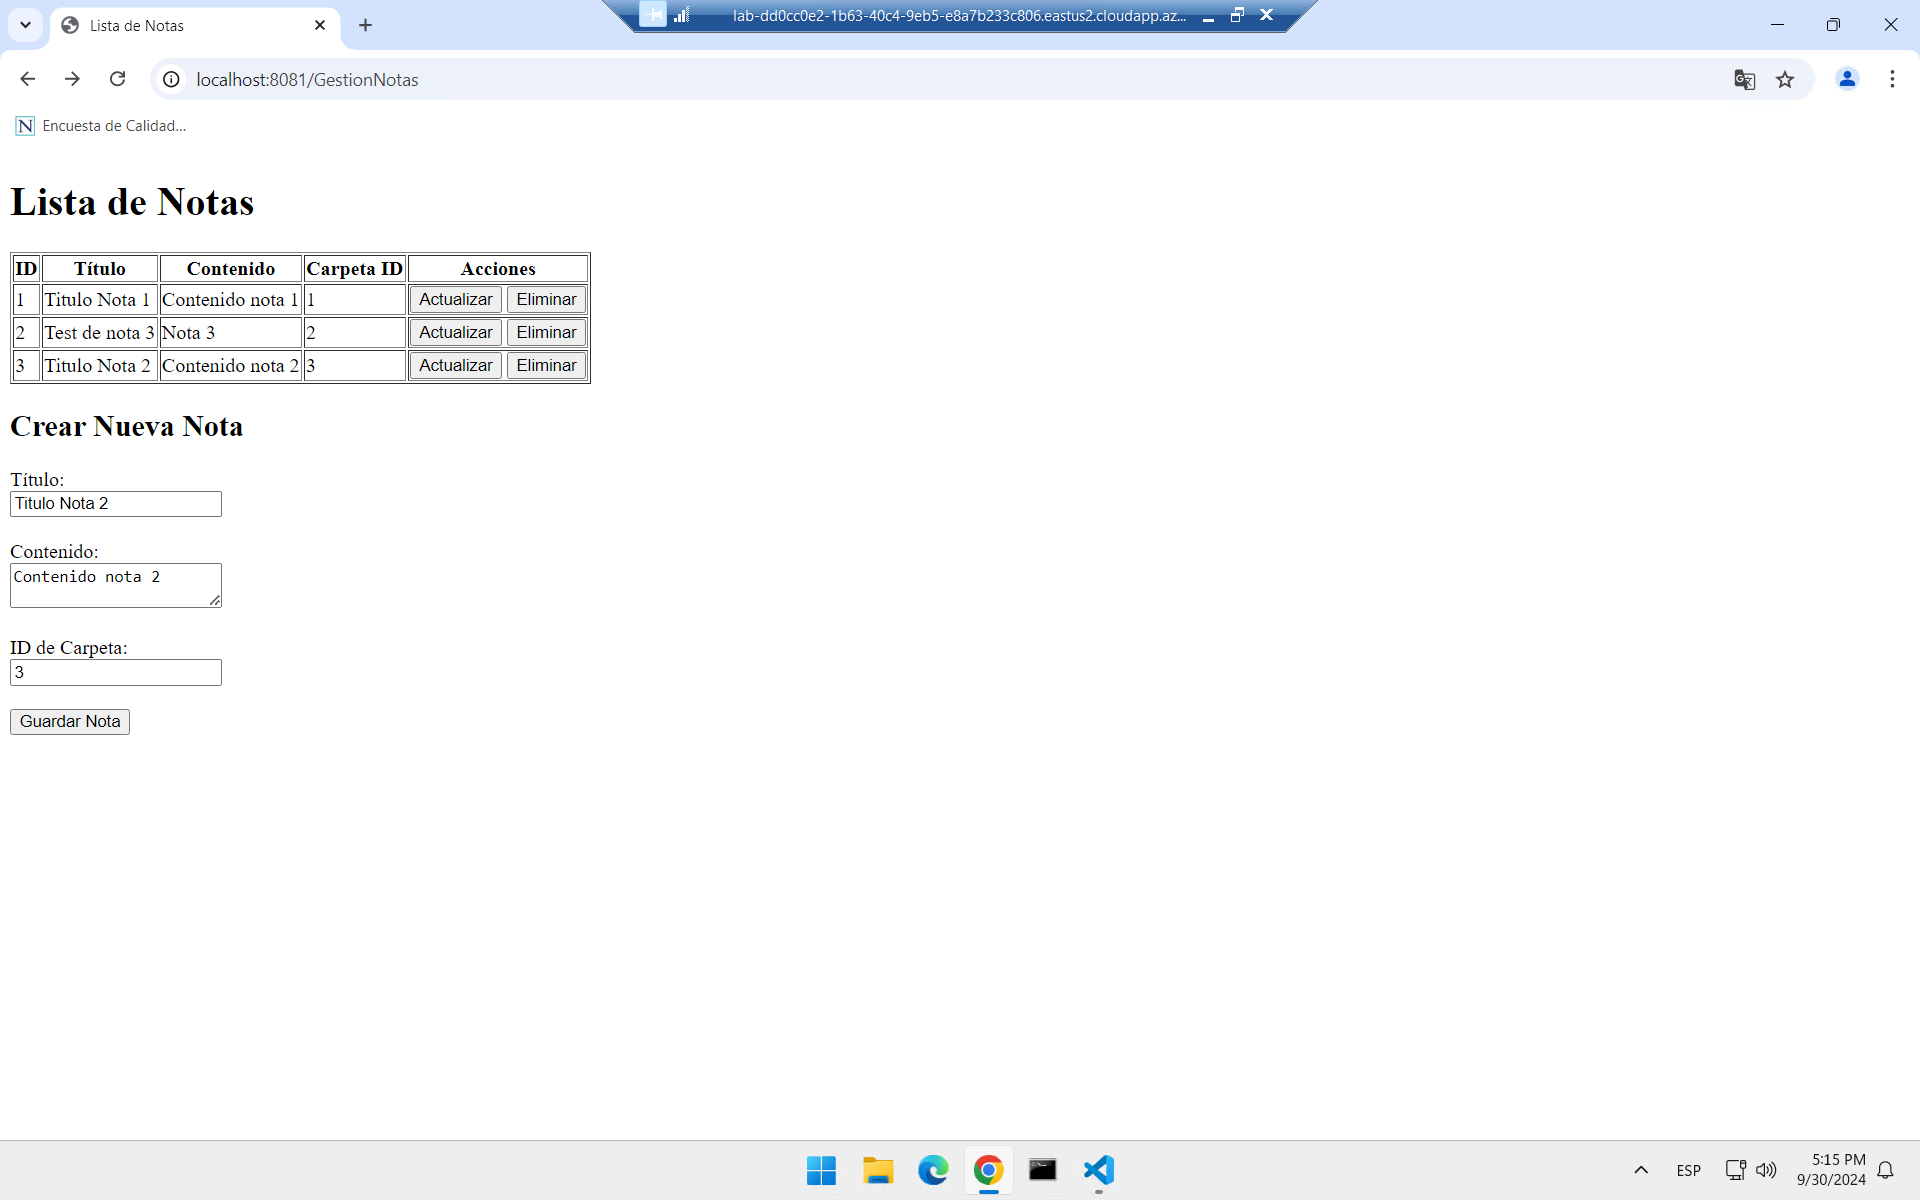 Lista de Notas
lab-dd0cc0e2-1b63-40c4-9eb5-e8a7b233c806.eastus2.cloudapp.az...
localhost:8081/GestionNotas
N Encuesta de Calidad...
Lista de Notas
ID Título Contenido Carpeta ID Acciones
1 Titulo Nota 1 Contenido nota 1 1 Actualizar Eliminar
2 Test de nota 3 Nota 3 2 Actualizar Eliminar
3 Titulo Nota 2 Contenido nota 2 3 Actualizar Eliminar
Crear Nueva Nota
Título:
Titulo Nota 2
Contenido:
Contenido nota 2
ID de Carpeta:
3
Guardar Nota
ESP
5:15 PM
9/30/2024